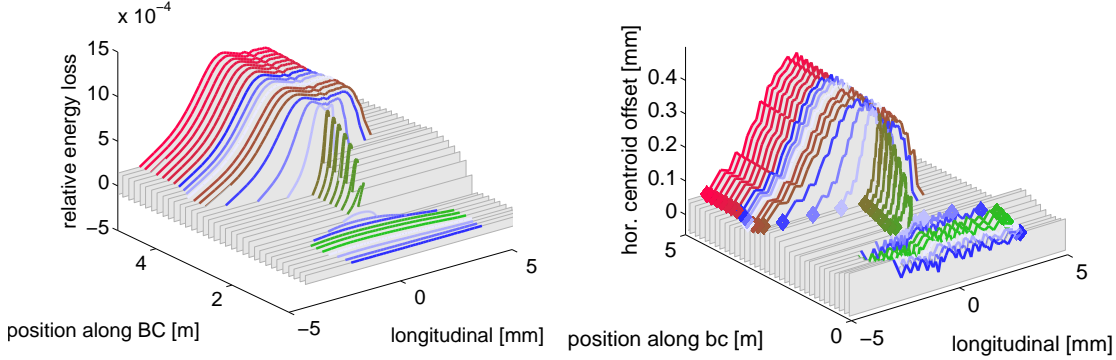 x 10⁻⁴
15
10
5
0
−5
relative energy loss
4
2
−5
0
5
position along BC [m]
longitudinal [mm]
0.4
0.3
0.2
0.1
0
hor. centroid offset [mm]
5
0
−5
0
5
position along bc [m]
longitudinal [mm]